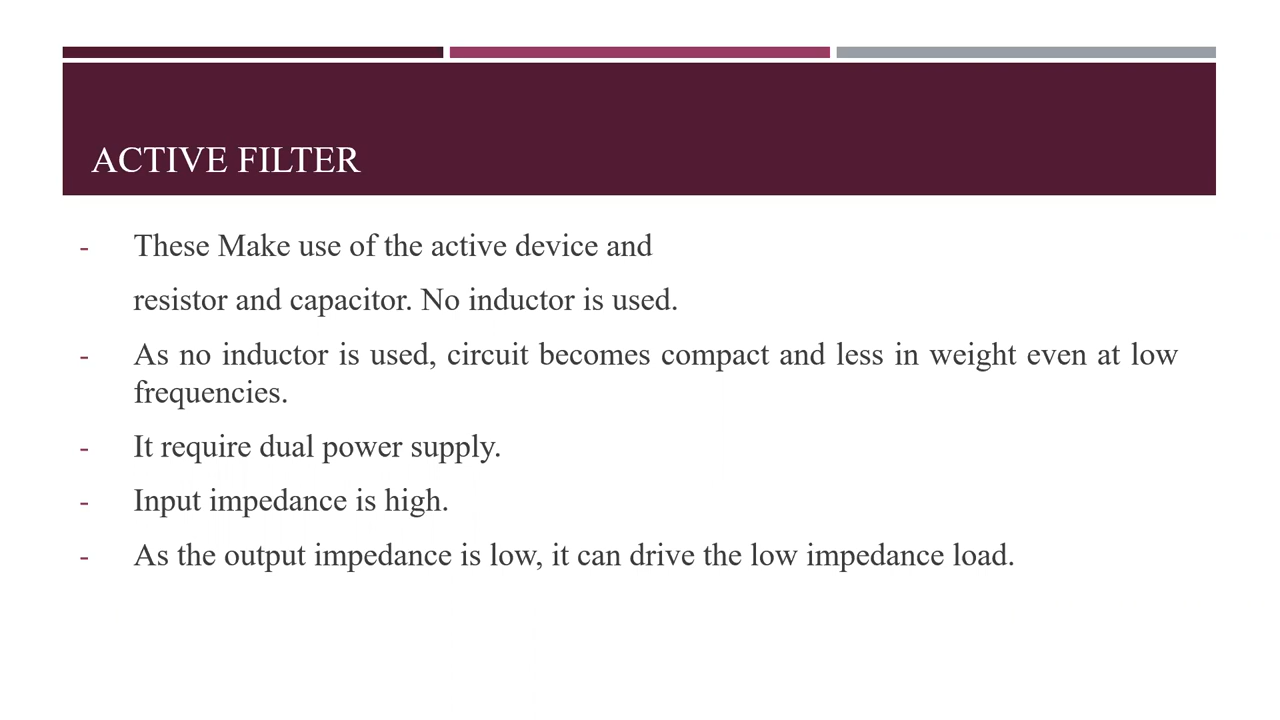 ACTIVE FILTER
- These Make use of the active device and
resistor and capacitor. No inductor is used.
- As no inductor is used, circuit becomes compact and less in weight even at low
frequencies.
- It require dual power supply.
- Input impedance is high.
- As the output impedance is low, it can drive the low impedance load.